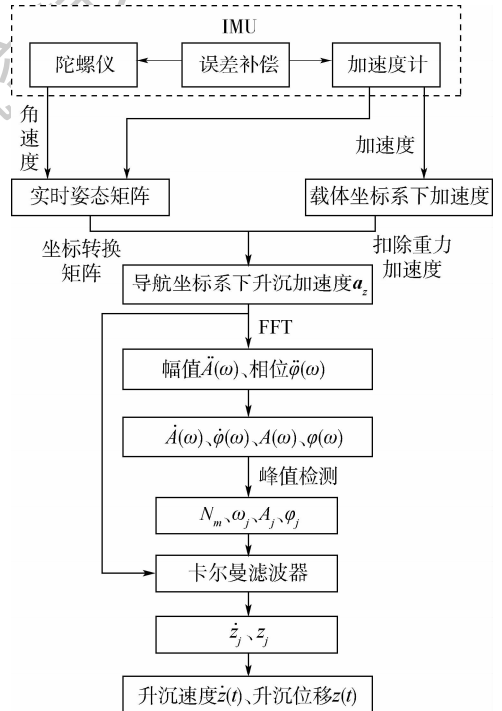 IMU
陀螺仪
误差补偿
加速度计
角速度
加速度
实时姿态矩阵
载体坐标系下加速度
坐标转换
矩阵
扣除重力
加速度
导航坐标系下升沉加速度a_z
FFT
幅值Ä(ω)、相位φ̈(ω)
Ȧ(ω)、φ̇(ω)、A(ω)、φ(ω)
峰值检测
N_m、ω_j、A_j、φ_j
卡尔曼滤波器
ż_j、z_j
升沉速度ż(t)、升沉位移z(t)